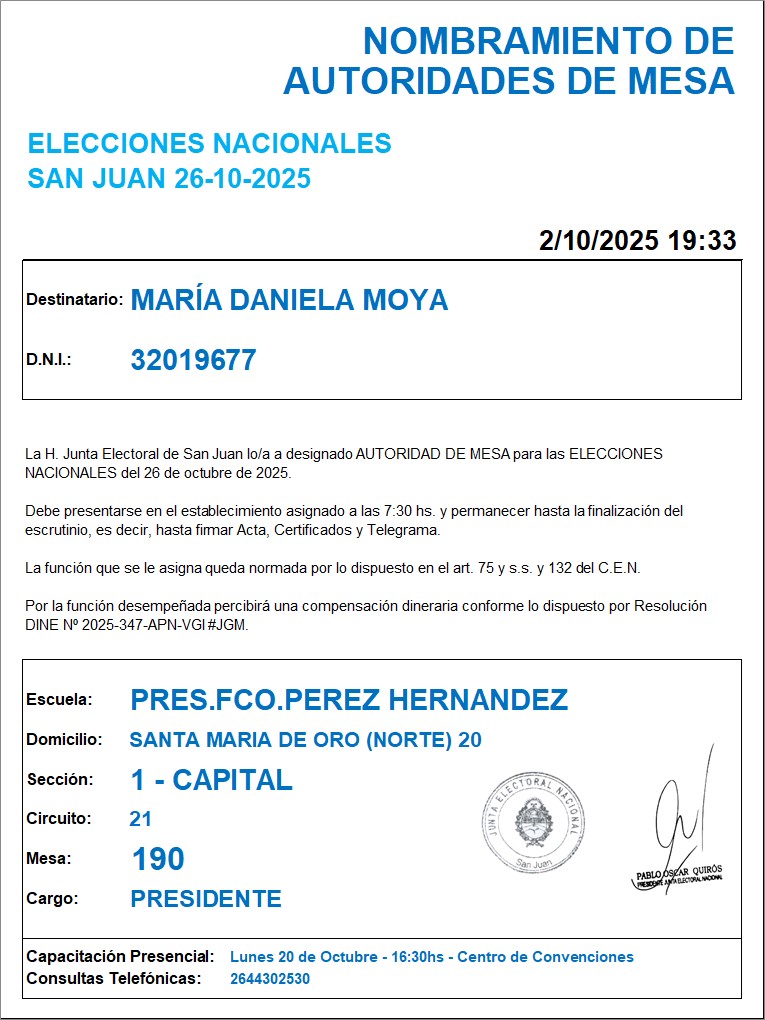 NOMBRAMIENTO DE
AUTORIDADES DE MESA
ELECCIONES NACIONALES
SAN JUAN 26-10-2025
2/10/2025 19:33
Destinatario: MARÍA DANIELA MOYA
D.N.I.: 32019677
La H. Junta Electoral de San Juan lo/a a designado AUTORIDAD DE MESA para las ELECCIONES
NACIONALES del 26 de octubre de 2025.
Debe presentarse en el establecimiento asignado a las 7:30 hs. y permanecer hasta la finalización del
escrutinio, es decir, hasta firmar Acta, Certificados y Telegrama.
La función que se le asigna queda normada por lo dispuesto en el art. 75 y s.s. y 132 del C.E.N.
Por la función desempeñada percibirá una compensación dineraria conforme lo dispuesto por Resolución
DINE Nº 2025-347-APN-VGI#JGM.
Escuela: PRES.FCO.PEREZ HERNANDEZ
Domicilio: SANTA MARIA DE ORO (NORTE) 20
Sección: 1 - CAPITAL
Circuito: 21
Mesa: 190
Cargo: PRESIDENTE
JUNTA ELECTORAL NACIONAL
San Juan
PABLO OSCAR QUIRÓS
PRESIDENTE JUNTA ELECTORAL NACIONAL
Capacitación Presencial: Lunes 20 de Octubre - 16:30hs - Centro de Convenciones
Consultas Telefónicas: 2644302530